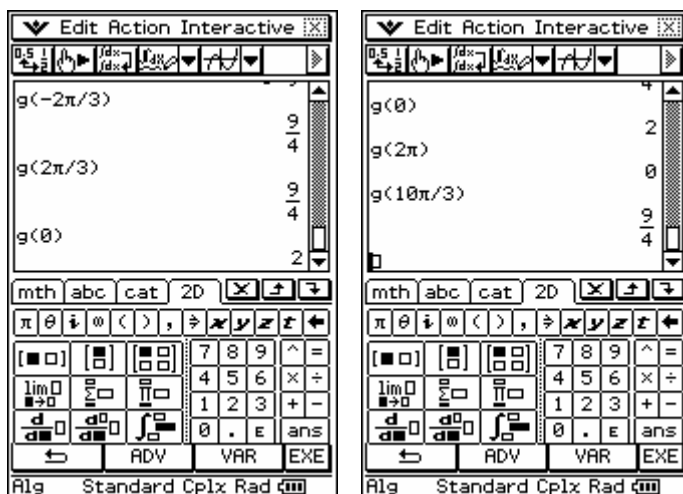 Edit Action Interactive
g(-2π/3)
9
4
g(2π/3)
9
4
g(0)
2
mth abc cat 2D
π θ i ∞ ( ) , ⇒ x y z t
7 8 9 ^ =
lim 4 5 6 × ÷
Σ Π
1 2 3 + −
d
d
∫
0 . E ans
ADV VAR EXE
Alg Standard Cplx Rad
Edit Action Interactive
4
g(0)
2
g(2π)
0
g(10π/3)
9
4
mth abc cat 2D
π θ i ∞ ( ) , ⇒ x y z t
7 8 9 ^ =
lim 4 5 6 × ÷
Σ Π
1 2 3 + −
d
d
∫
0 . E ans
ADV VAR EXE
Alg Standard Cplx Rad